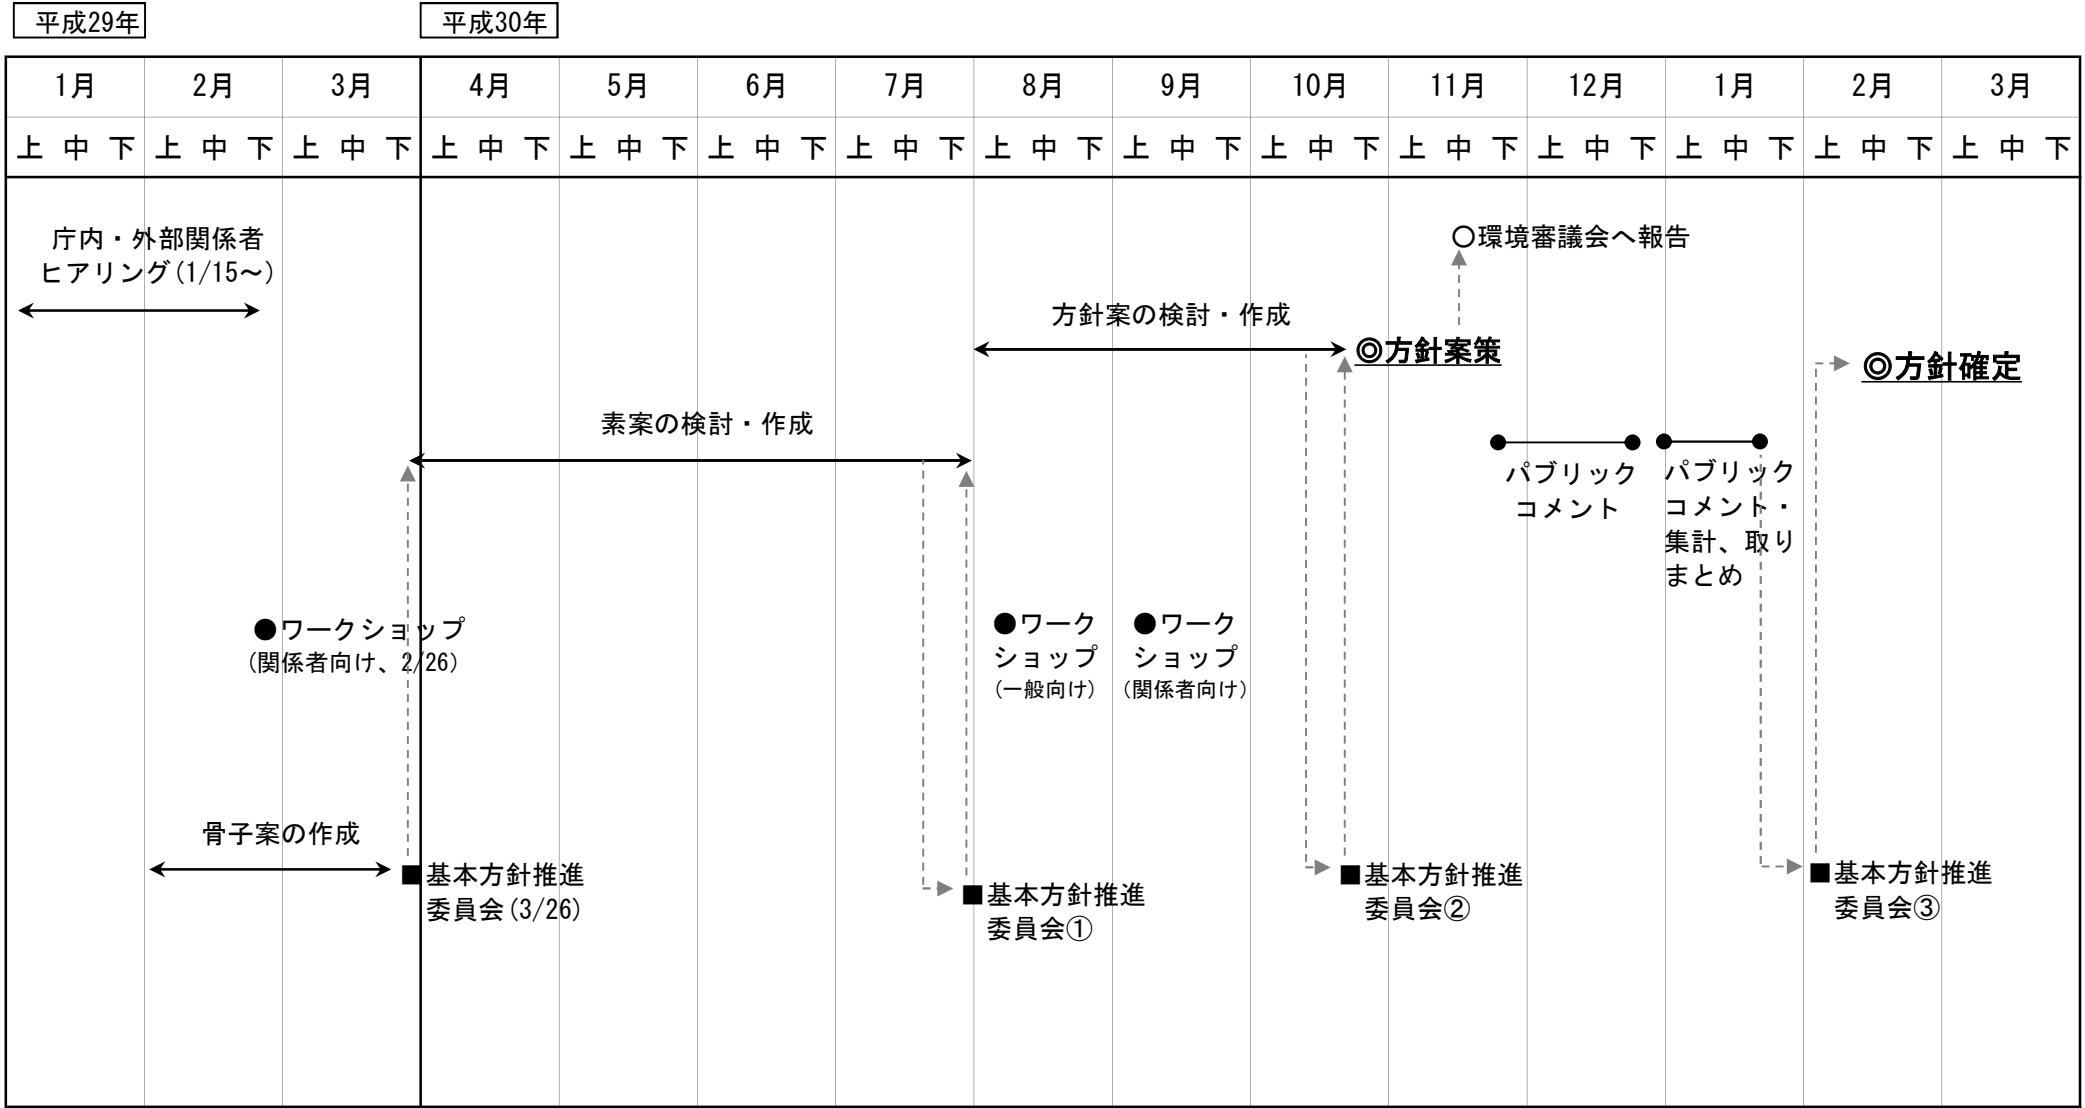 平成29年 平成30年
1月 2月 3月 4月 5月 6月 7月 8月 9月 10月 11月 12月 1月 2月 3月
上 中 下 上 中 下 上 中 下 上 中 下 上 中 下 上 中 下 上 中 下 上 中 下 上 中 下 上 中 下 上 中 下 上 中 下 上 中 下 上 中 下 上 中 下
庁内・外部関係者
ヒアリング(1/15～)
○環境審議会へ報告
方針案の検討・作成
◎方針案策
◎方針確定
素案の検討・作成
パブリック
コメント
パブリック
コメント・
集計、取り
まとめ
●ワークショップ
(関係者向け、2/26)
●ワーク
ショップ
(一般向け)
●ワーク
ショップ
(関係者向け)
骨子案の作成
■基本方針推進
委員会(3/26)
■基本方針推進
委員会①
■基本方針推進
委員会②
■基本方針推進
委員会③